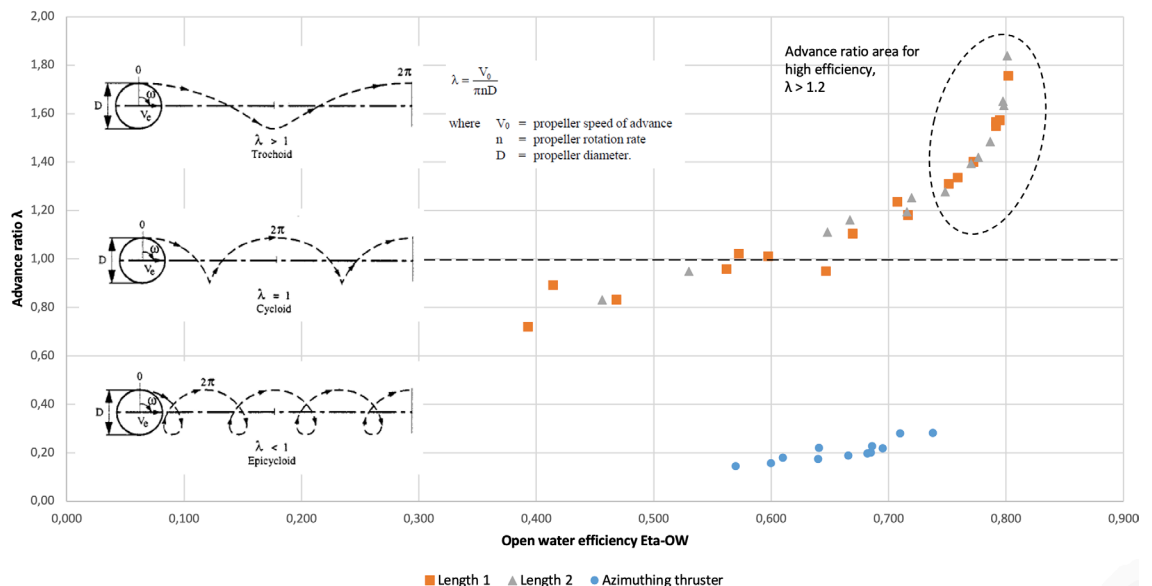 2,00
1,80
1,60
1,40
1,20
1,00
0,80
0,60
0,40
0,20
0,00
Advance ratio λ
0
2π
D
ω
Ve
λ > 1
Trochoid
0
2π
D
ω
Ve
λ = 1
Cycloid
0
2π
D
ω
Ve
λ < 1
Epicycloid
λ = V0 / πnD
where V0 = propeller speed of advance
n = propeller rotation rate
D = propeller diameter.
Advance ratio area for
high efficiency,
λ > 1.2
0,000 0,100 0,200 0,300 0,400 0,500 0,600 0,700 0,800 0,900
Open water efficiency Eta-OW
Length 1 Length 2 Azimuthing thruster